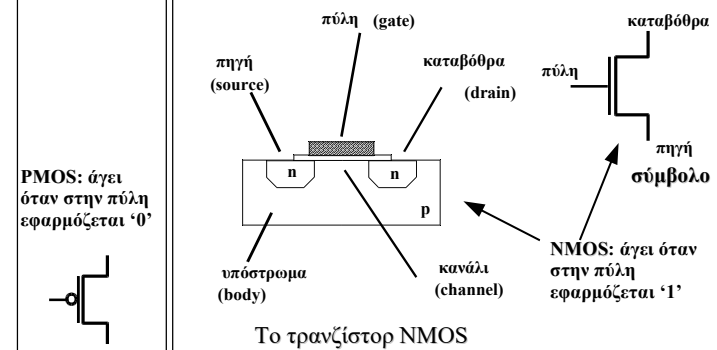 PMOS: άγει
όταν στην πύλη
εφαρμόζεται ‘0’
πύλη (gate)
πηγή
(source)
καταβόθρα
(drain)
n
n
p
υπόστρωμα
(body)
κανάλι
(channel)
Το τρανζίστορ NMOS
καταβόθρα
πύλη
πηγή
σύμβολο
NMOS: άγει όταν
στην πύλη
εφαρμόζεται ‘1’